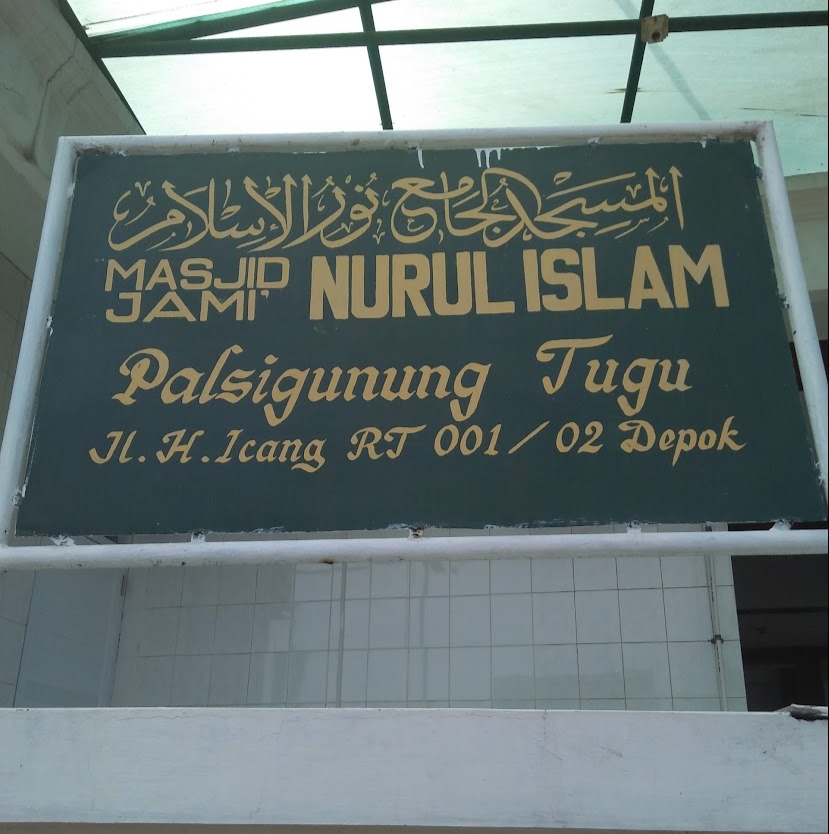 المسجد الجامع نور الإسلام
MASJID JAMI' NURUL ISLAM
Palsigunung Tugu
Jl. H. Icang RT 001 / 02 Depok